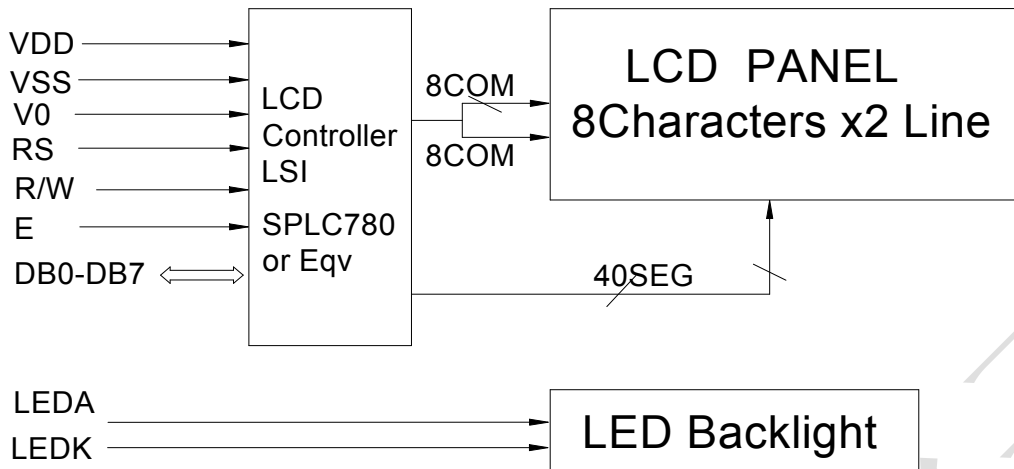 VDD
VSS
V0
RS
R/W
E
DB0-DB7
LCD
Controller
LSI
SPLC780
or Eqv
8COM
8COM
40SEG
LCD PANEL
8Characters x2 Line
LEDA
LEDK
LED Backlight